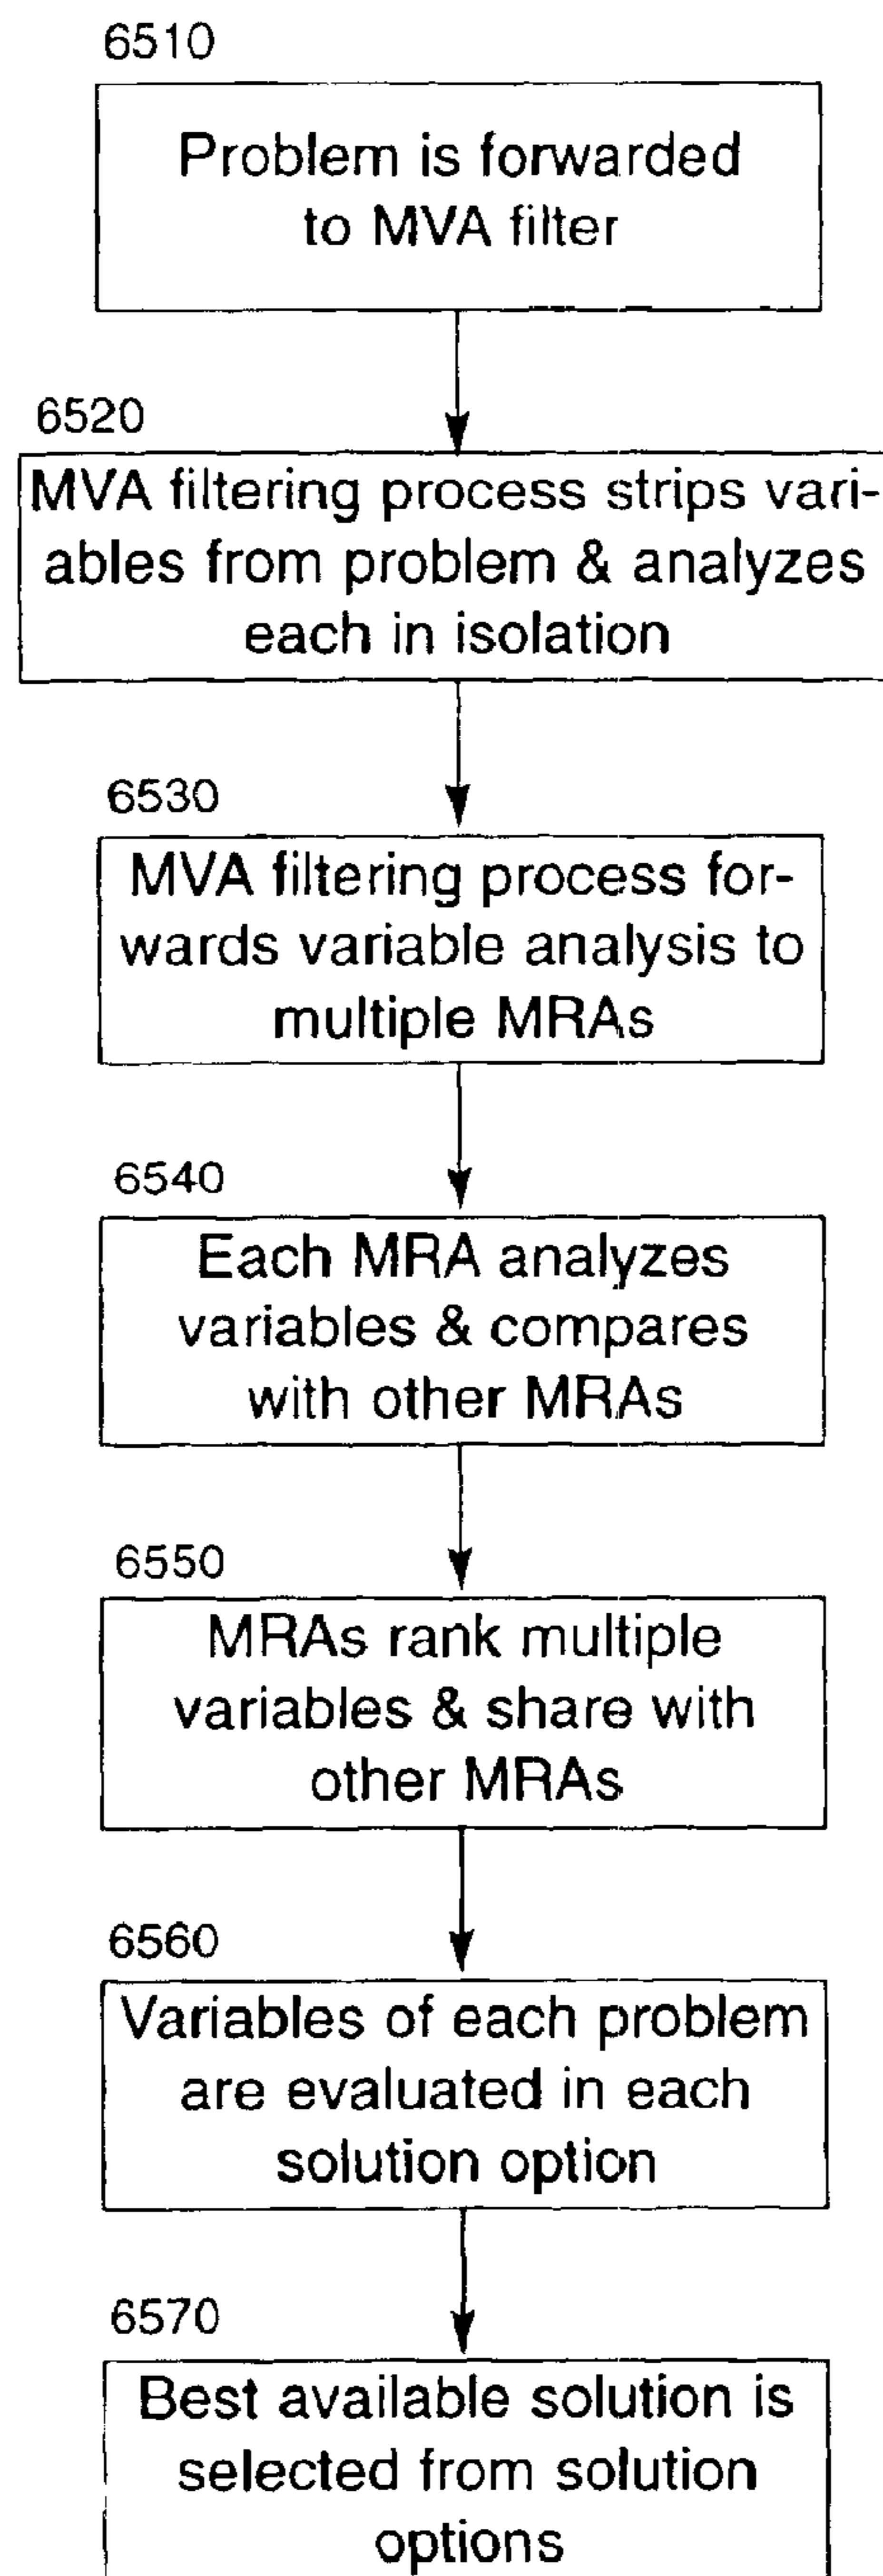 6510
Problem is forwarded
to MVA filter
6520
MVA filtering process strips vari-
ables from problem & analyzes
each in isolation
6530
MVA filtering process for-
wards variable analysis to
multiple MRAs
6540
Each MRA analyzes
variables & compares
with other MRAs
6550
MRAs rank multiple
variables & share with
other MRAs
6560
Variables of each problem
are evaluated in each
solution option
6570
Best available solution is
selected from solution
options